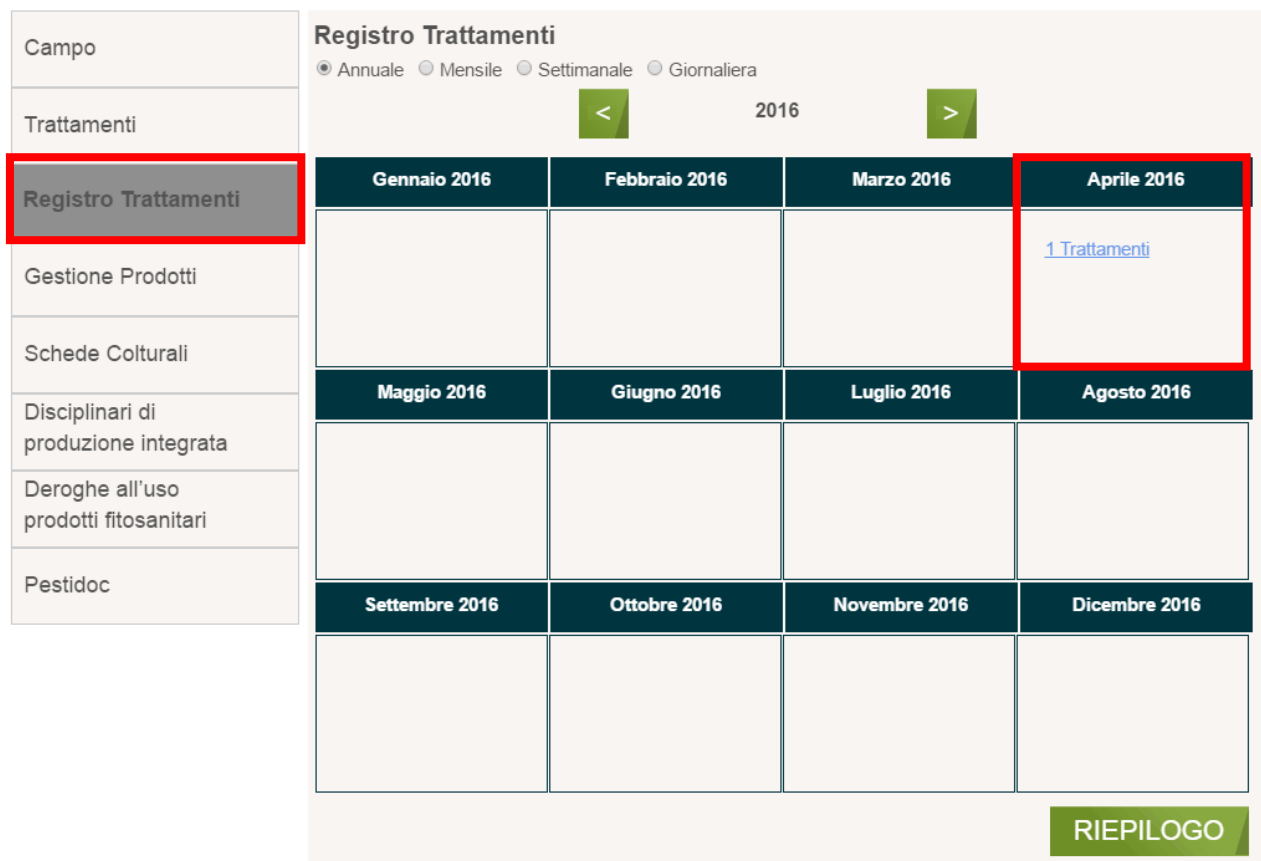 Campo
Trattamenti
Registro Trattamenti
Gestione Prodotti
Schede Colturali
Disciplinari di
produzione integrata
Deroghe all'uso
prodotti fitosanitari
Pestidoc
Registro Trattamenti
Annuale Mensile Settimanale Giornaliera
< 2016 >
Gennaio 2016 Febbraio 2016 Marzo 2016 Aprile 2016
1 Trattamenti
Maggio 2016 Giugno 2016 Luglio 2016 Agosto 2016
Settembre 2016 Ottobre 2016 Novembre 2016 Dicembre 2016
RIEPILOGO